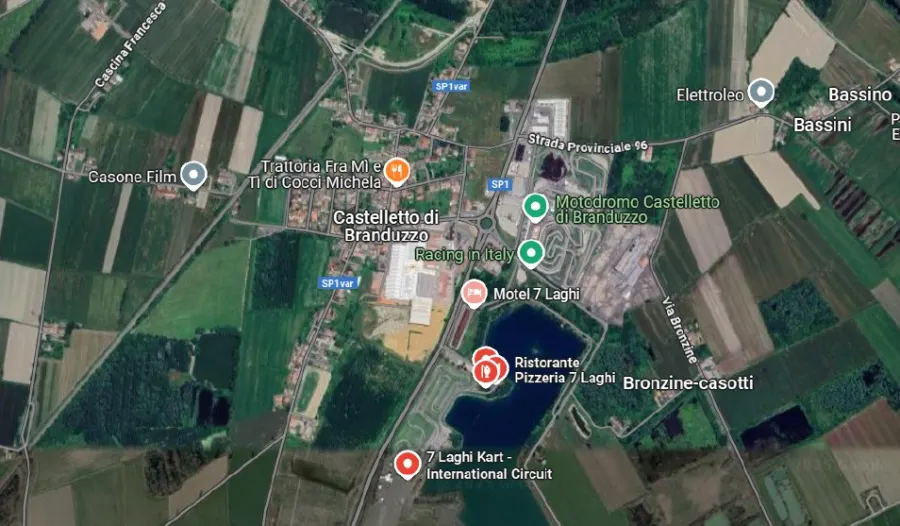 Cascina Francesca
SP1var
Elettroleo
Bassino
Bassini
Strada Provinciale 96
Trattoria Fra Mì e
Ti di Cocci Michela
Casone Film
SP1
Motodromo Castelletto
di Branduzzo
Castelletto di
Branduzzo
Racing in Italy
SP1var
Motel 7 Laghi
Via Bronzine
Ristorante
Pizzeria 7 Laghi
Bronzine-casotti
7 Laghi Kart -
International Circuit